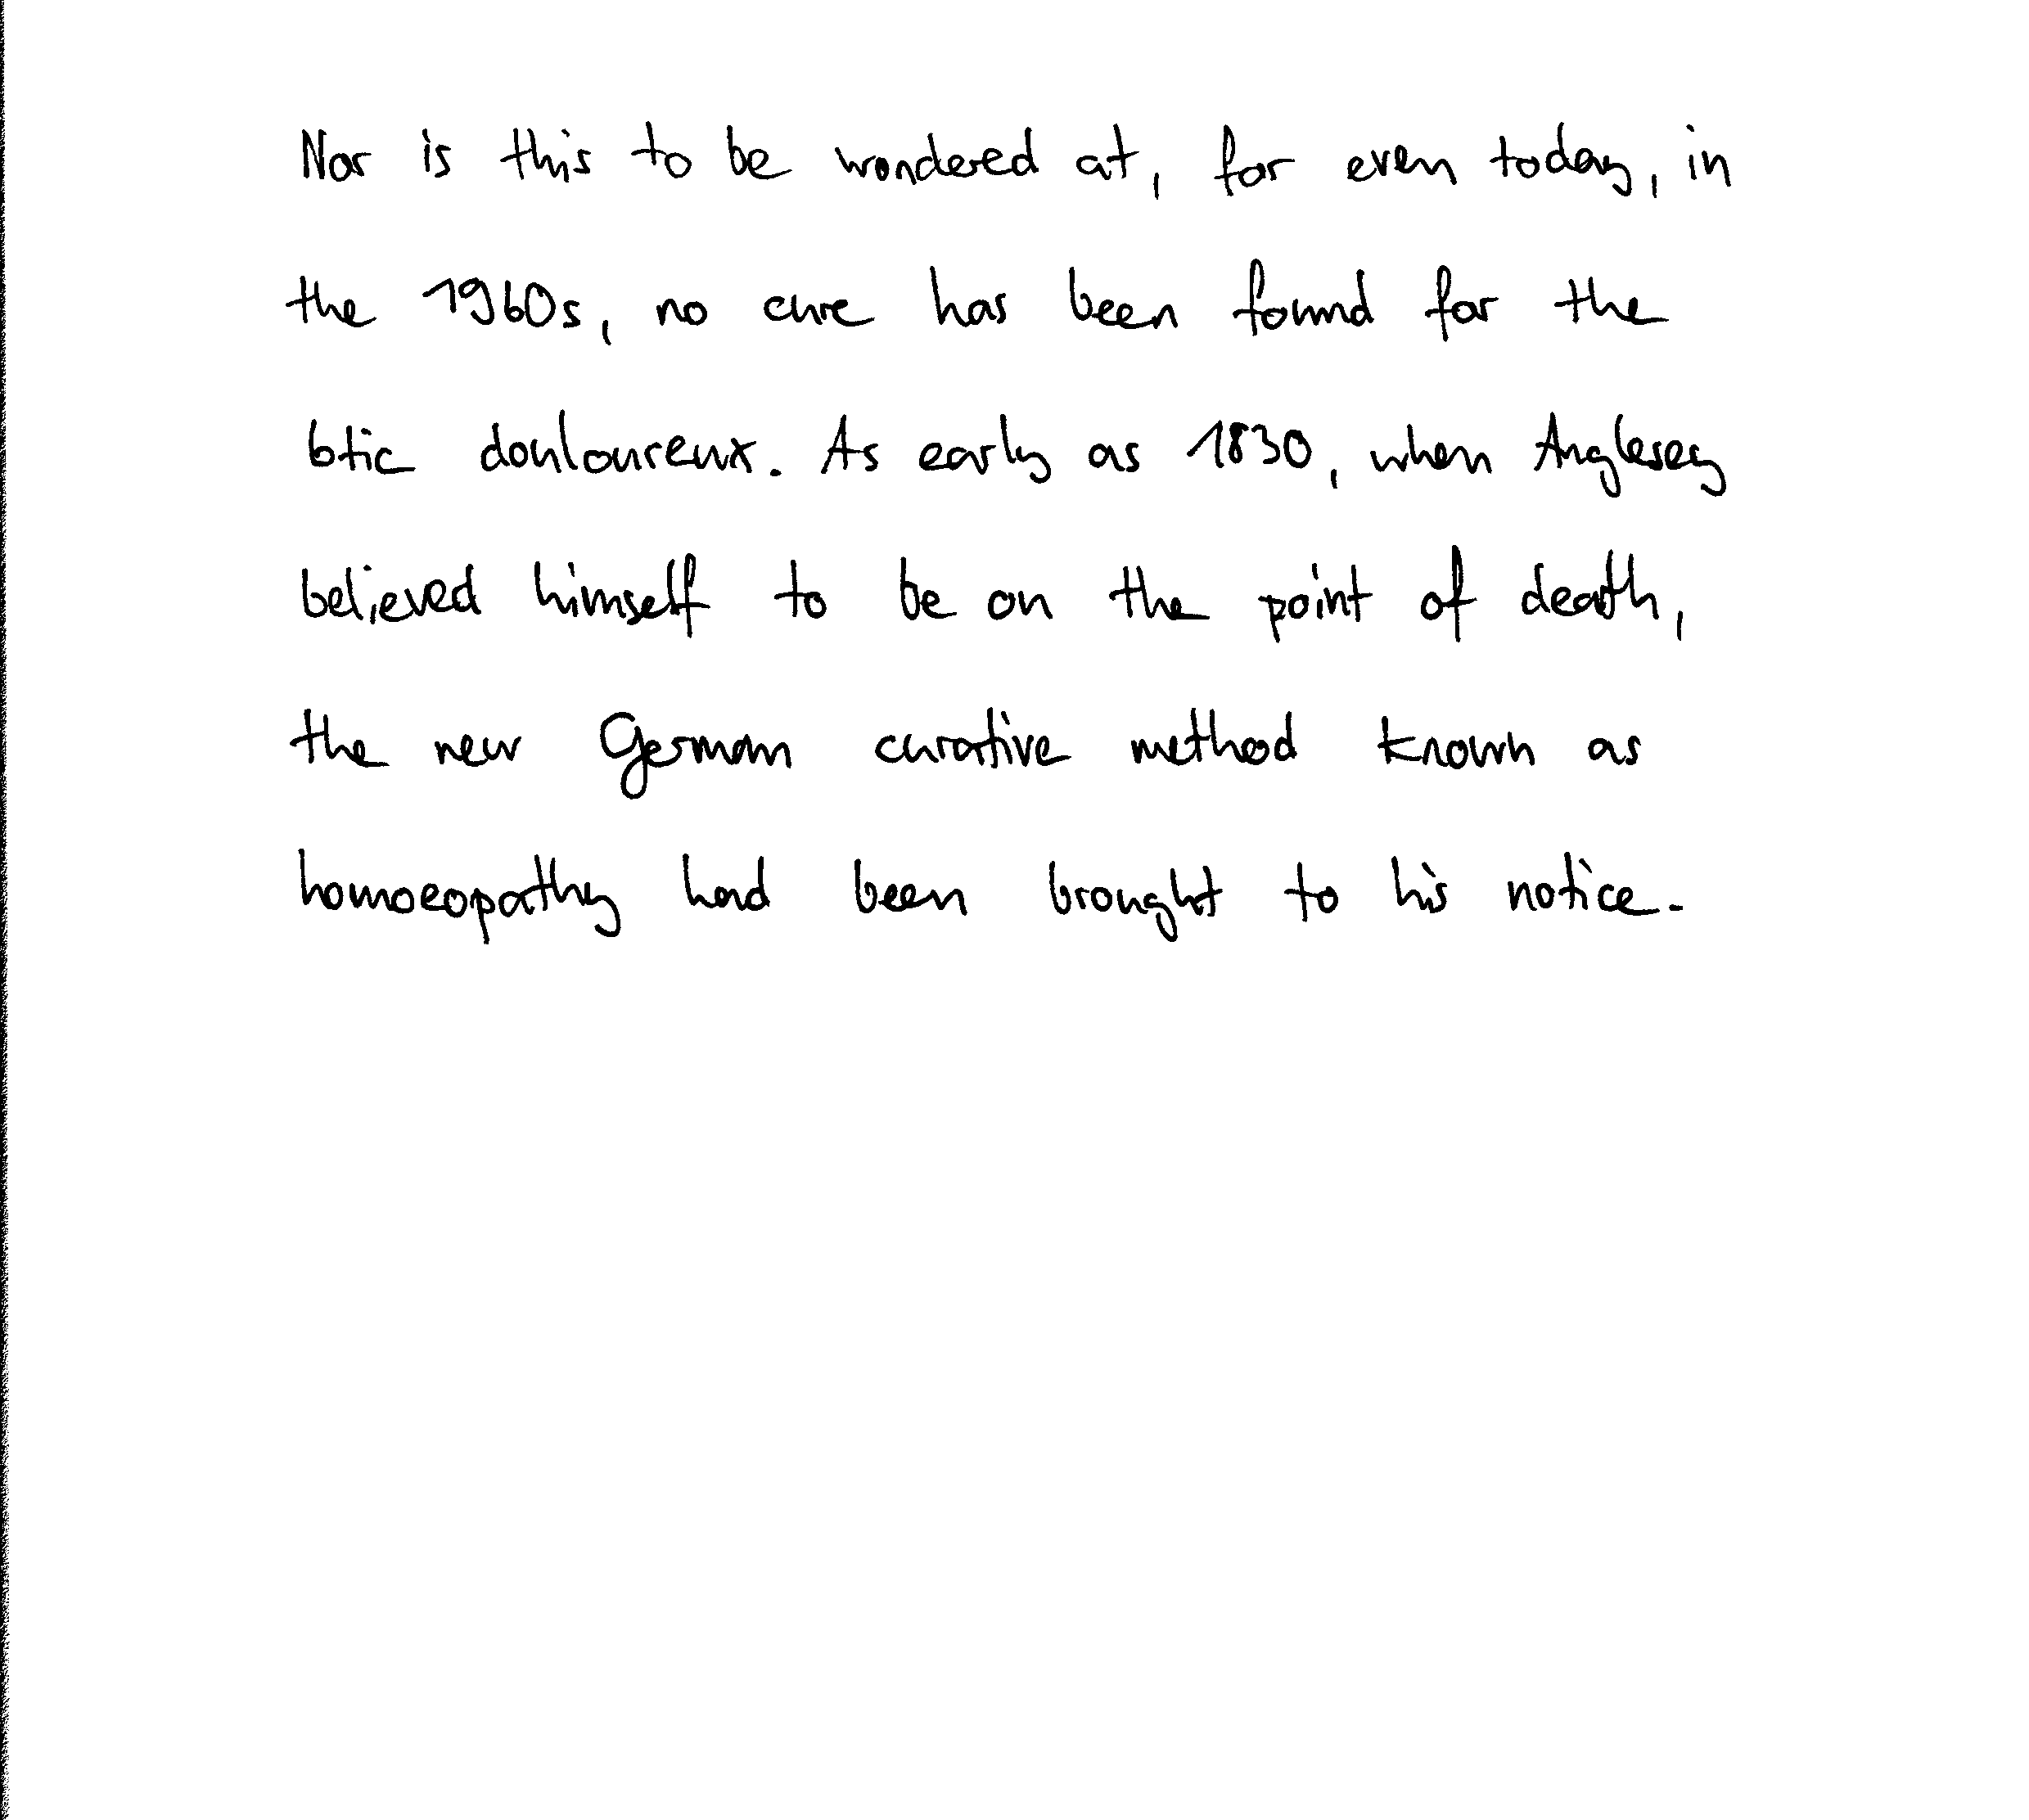 Nor is this to be wondered at, for even today, in
the 1960s, no cure has been found for the
btic douloureux. As early as 1830, when Anglesey
believed himself to be on the point of death,
the new German curative method known as
homoeopathy had been brought to his notice.